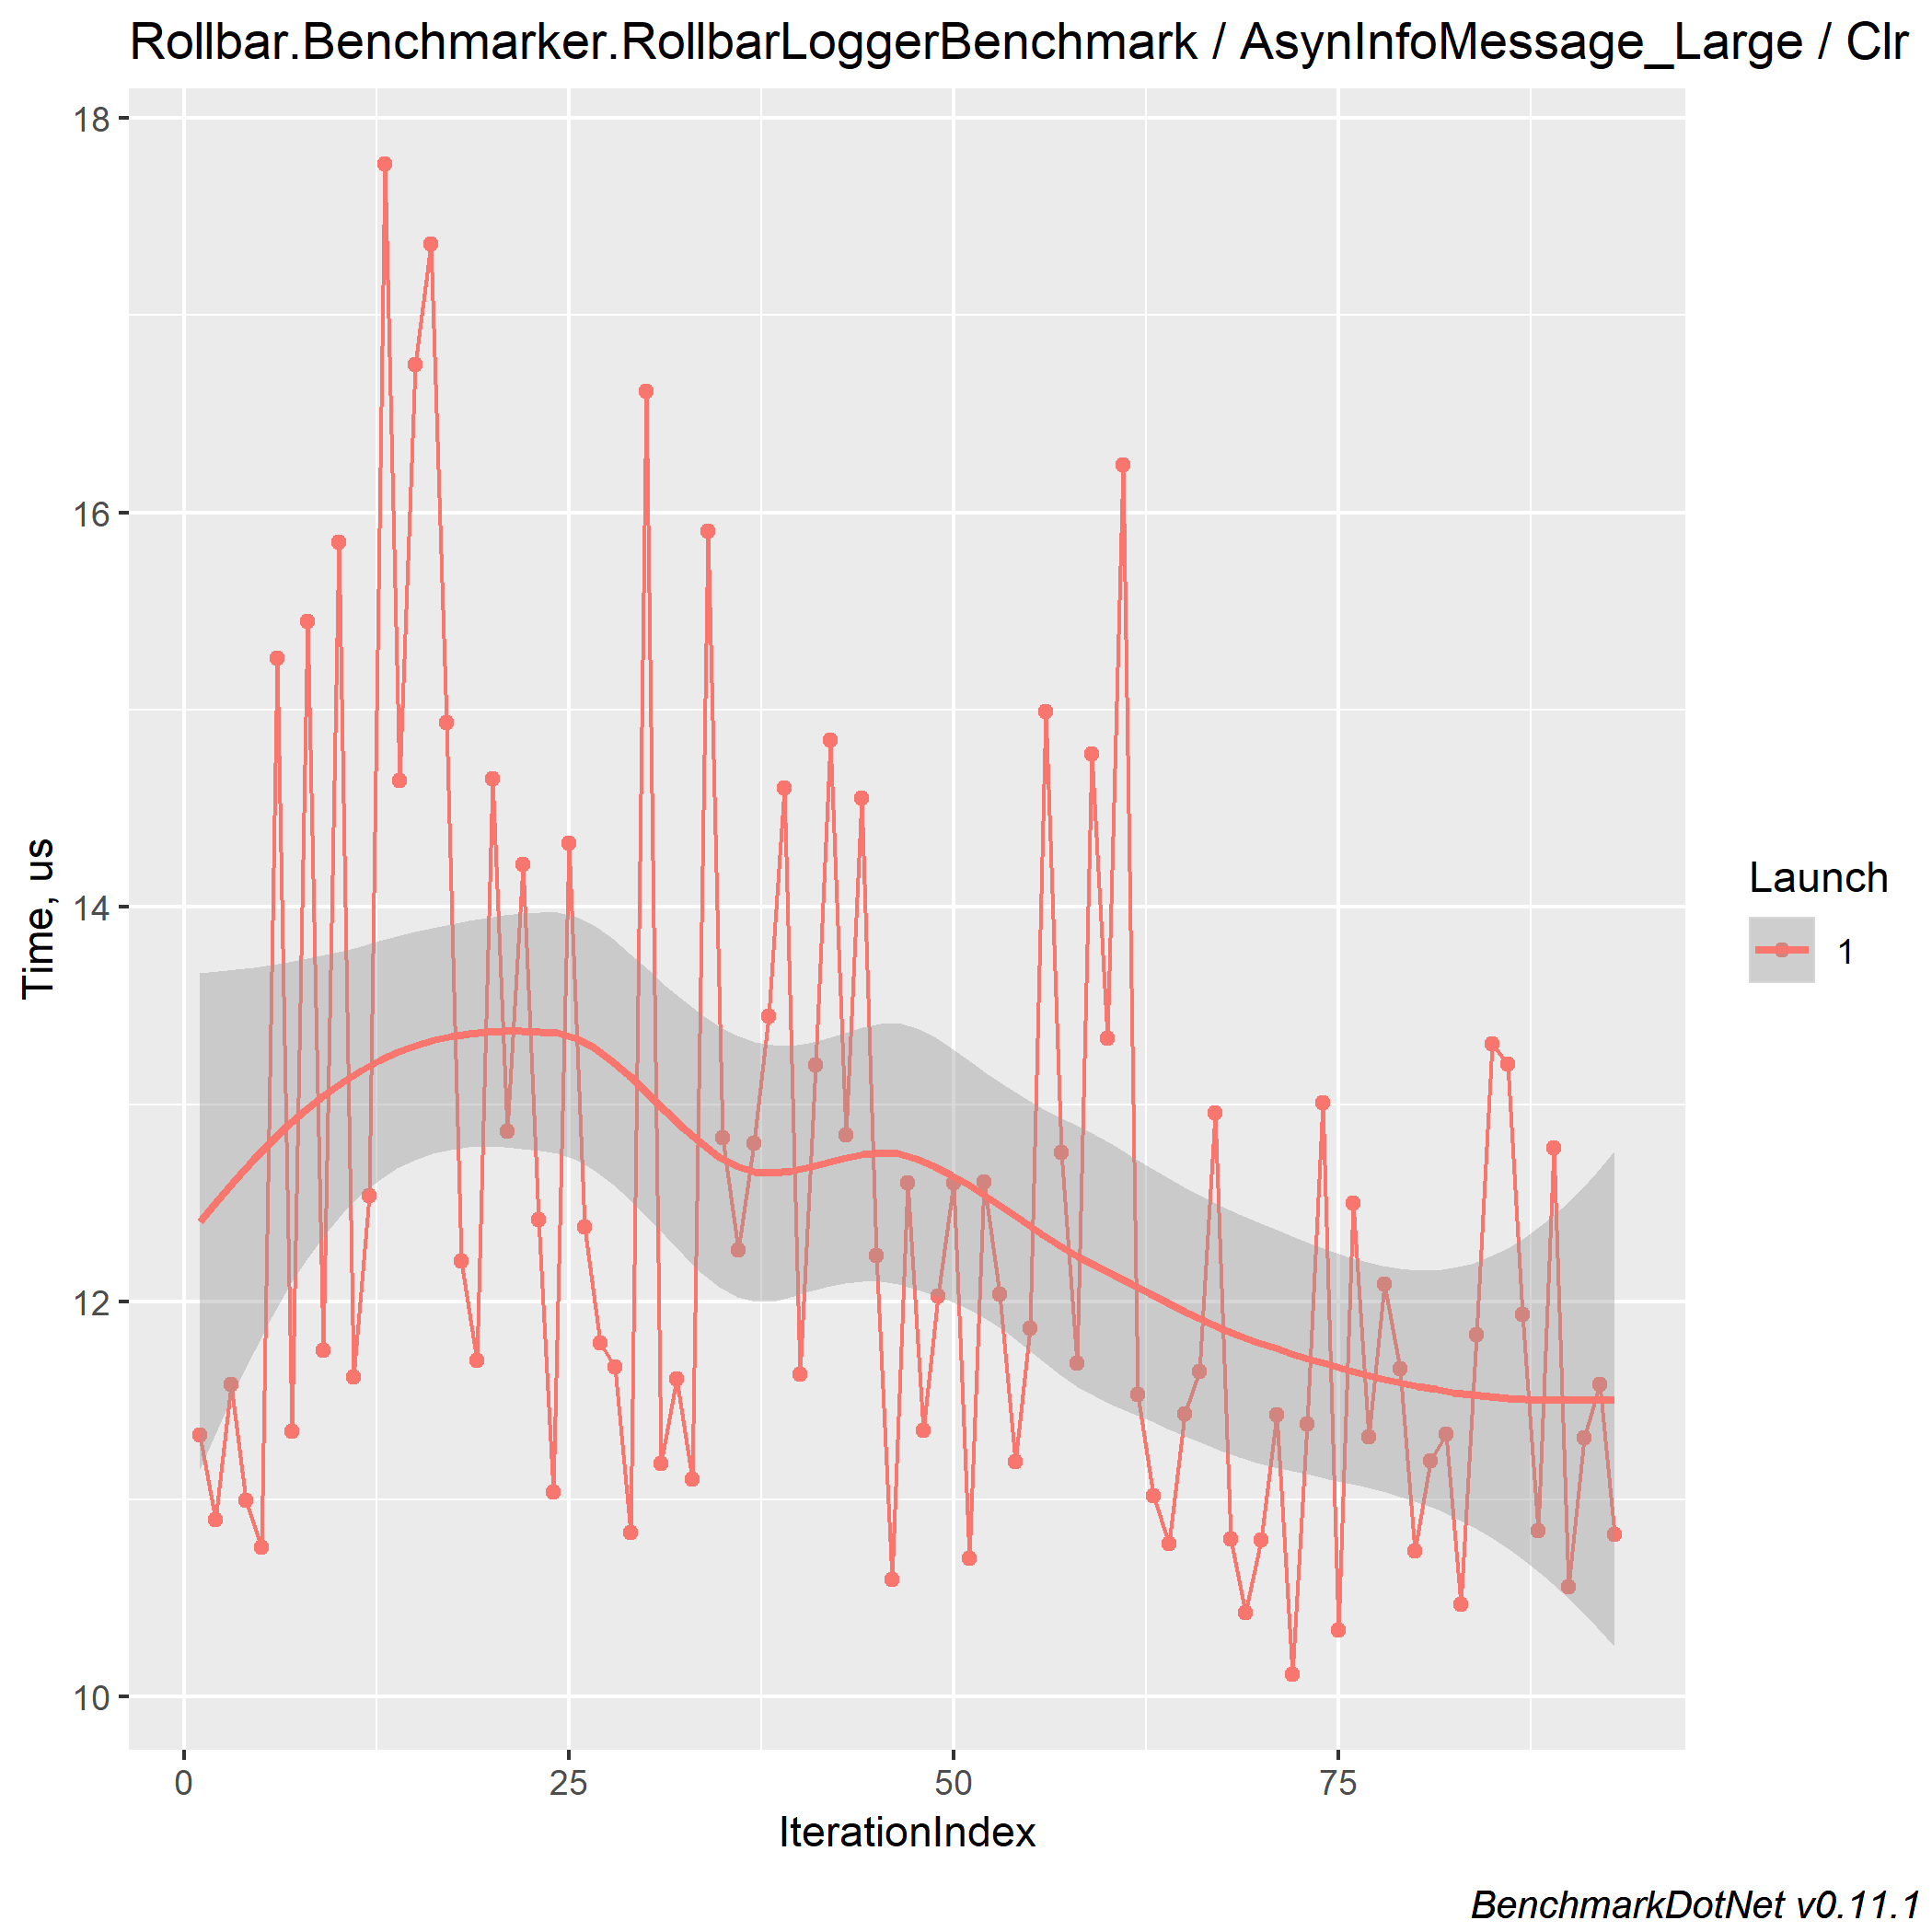 Rollbar.Benchmarker.RollbarLoggerBenchmark / AsynInfoMessage_Large / Clr
18
16
14
12
10
Time, us
0 25 50 75
IterationIndex
Launch
1
BenchmarkDotNet v0.11.1